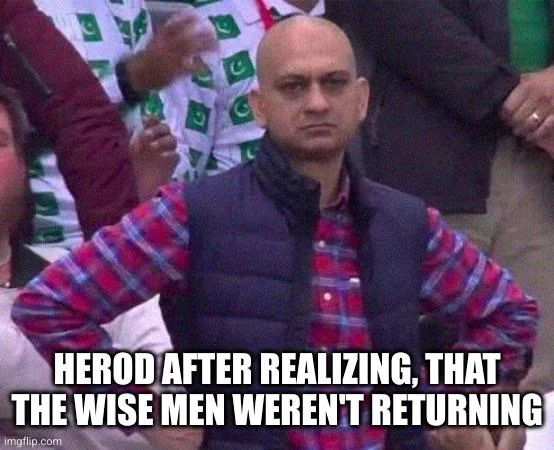 HEROD AFTER REALIZING, THAT
THE WISE MEN WEREN'T RETURNING
imgflip.com